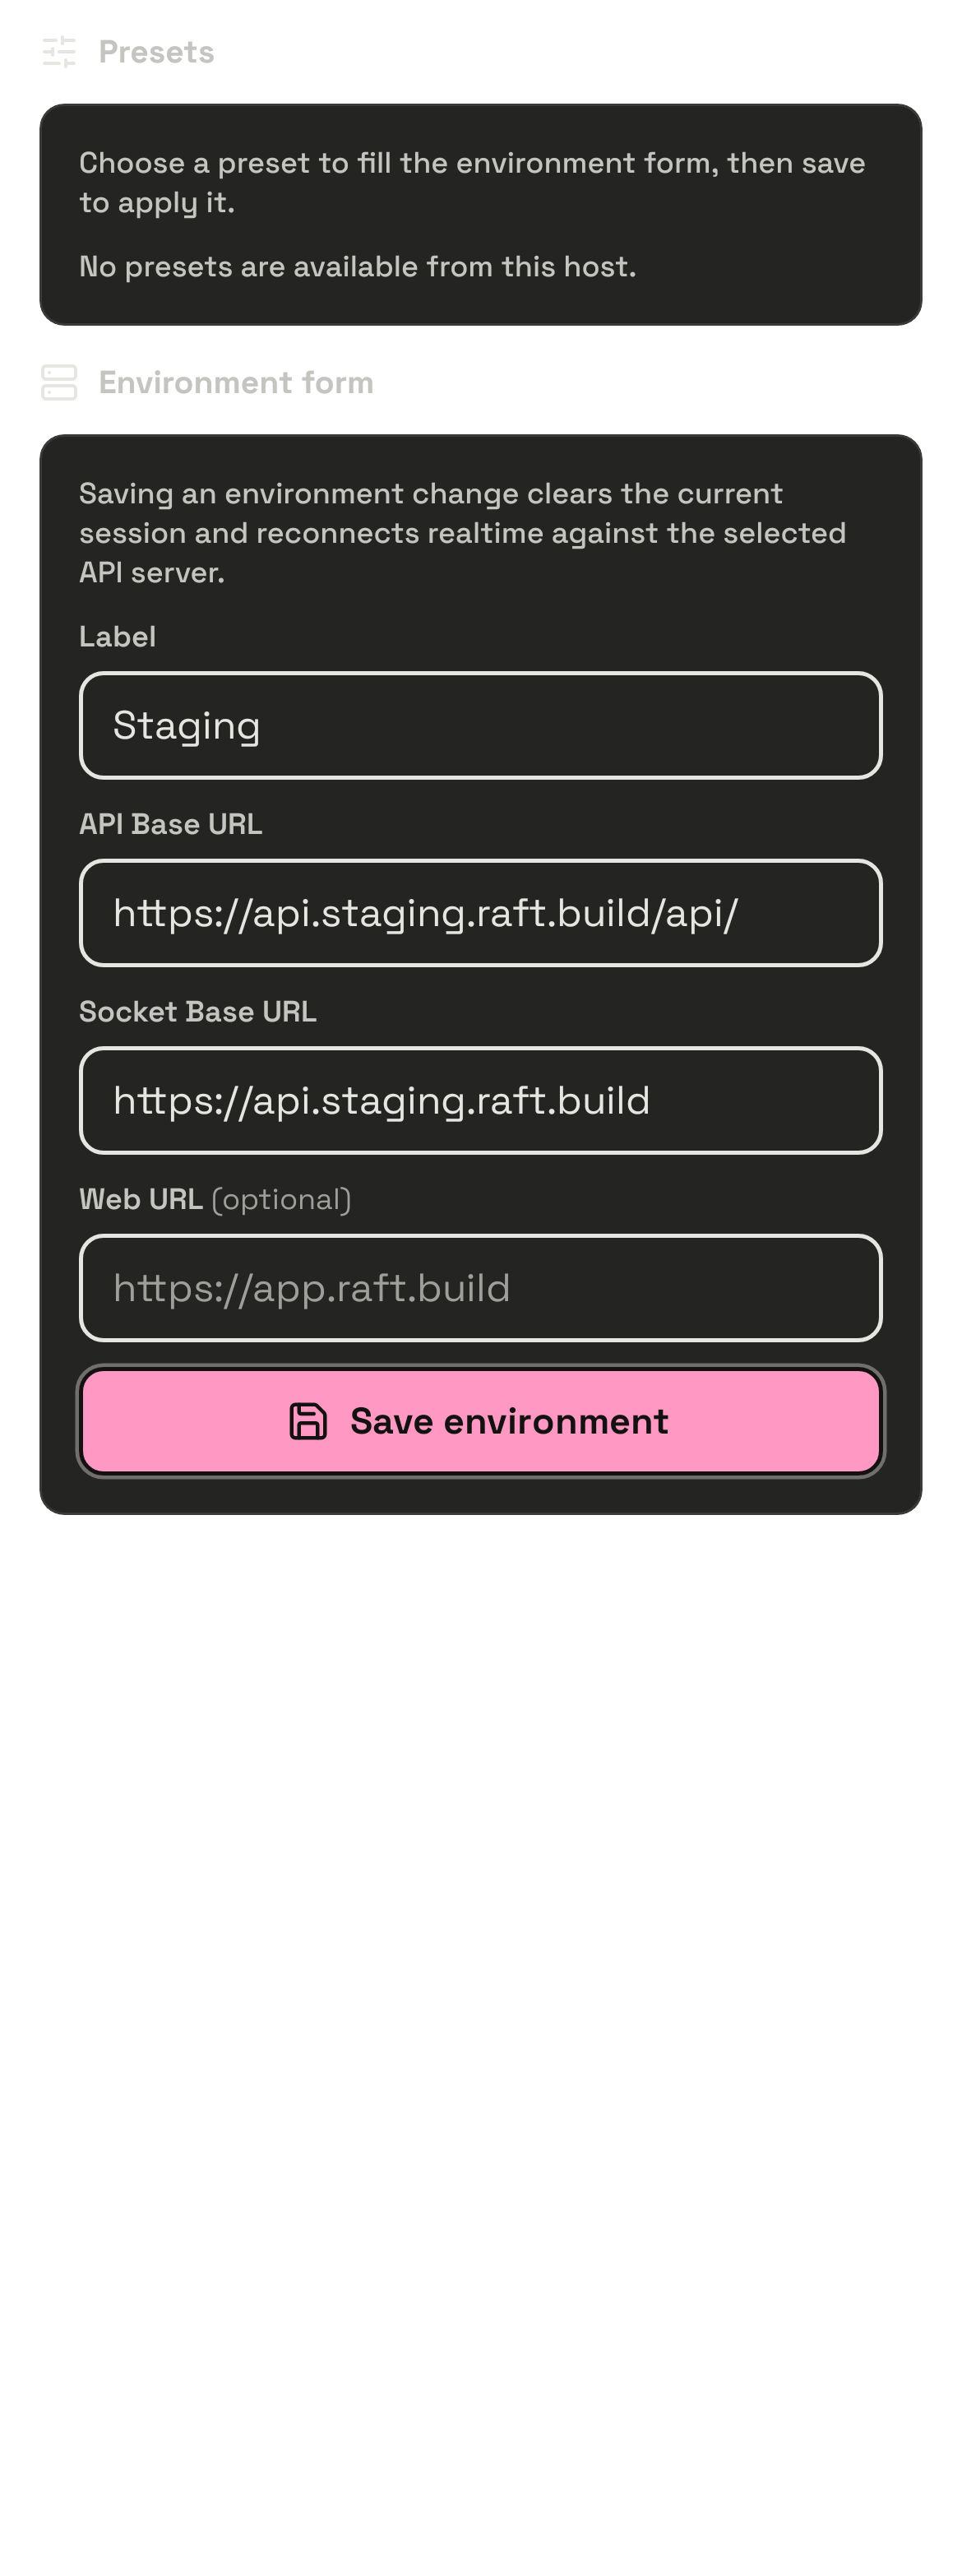 Presets
Choose a preset to fill the environment form, then save
to apply it.
No presets are available from this host.
Environment form
Saving an environment change clears the current
session and reconnects realtime against the selected
API server.
Label
Staging
API Base URL
https://api.staging.raft.build/api/
Socket Base URL
https://api.staging.raft.build
Web URL (optional)
https://app.raft.build
Save environment